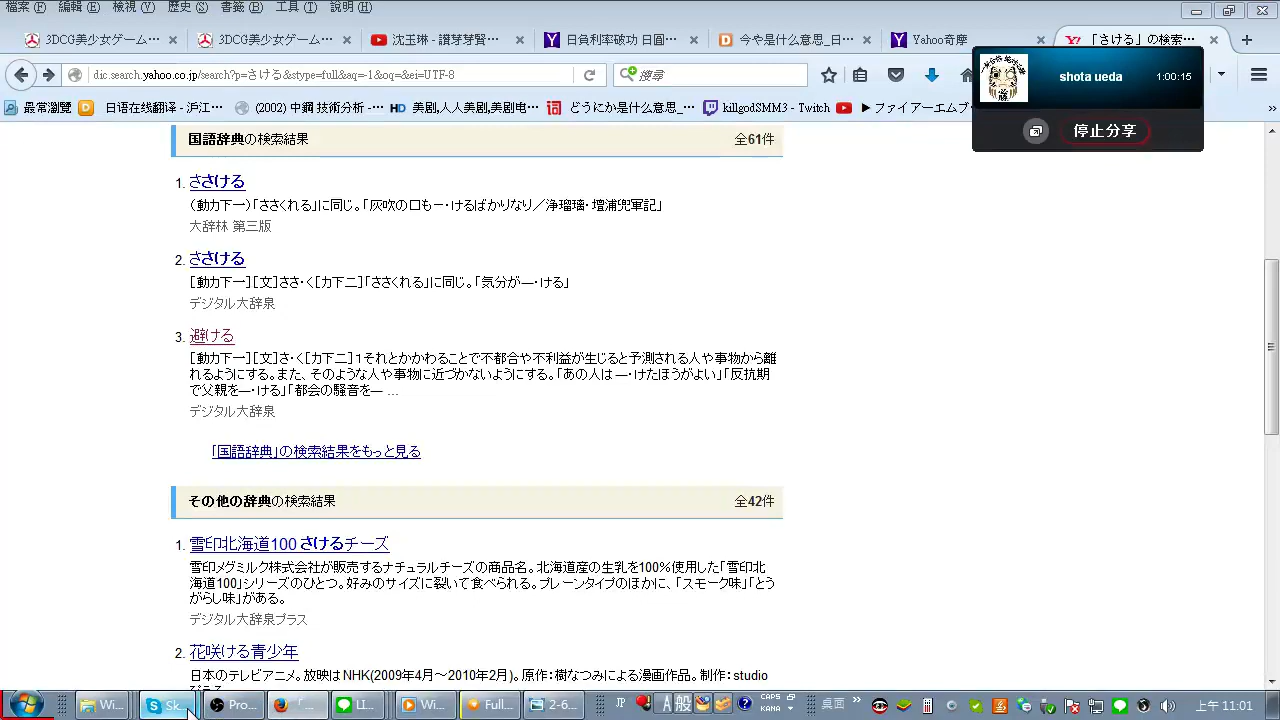 檔案(F) 編輯(E) 檢視(V) 歷史(S) 書籤(B) 工具(T) 說明(H)
3DCG美少女ゲーム… 3DCG美少女ゲーム… 沈玉琳 - 日負利率破功 日圓… 今や是什么意思_日… Yahoo奇摩 「さける」の検索…
dic.search.yahoo.co.jp/search?p=さける&stype=full&aq=-1&oq=&ei=UTF-8 搜尋
最常瀏覽 日语在线翻译 - 沪江… (20+) 中國 技術分析 -… HD 美剧,人人美剧,美剧电… どうにか是什么意思_… killgooSMM3 - Twitch ▶ ファイアーエムブ
shota ueda 1:00:15
停止分享
国語辞典の検索結果 全61件
1. ささける
(動カ下一)「ささくれる」に同じ。「灰吹の口も―・けるばかりなり／浄瑠璃・壇浦兜軍記」
大辞林 第三版
2. ささける
[動カ下一][文]ささ・く[カ下二]「ささくれる」に同じ。「気分が―・ける」
デジタル大辞泉
3. 避ける
[動カ下一][文]さ・く[カ下二]１それとかかわることで不都合や不利益が生じると予測される人や事物から離
れるようにする。また、そのような人や事物に近づかないようにする。「あの人は―・けたほうがよい」「反抗期
で父親を―・ける」「都会の騒音を― ...
デジタル大辞泉
「国語辞典」の検索結果をもっと見る
その他の辞典の検索結果 全42件
1. 雪印北海道100 さけるチーズ
雪印メグミルク株式会社が販売するナチュラルチーズの商品名。北海道産の生乳を100％使用した「雪印北
海道100」シリーズのひとつ。好みのサイズに裂いて食べられる。プレーンタイプのほかに、「スモーク味」「とう
がらし味」がある。
デジタル大辞泉プラス
2. 花咲ける青少年
日本のテレビアニメ。放映はNHK(2009年4月～2010年2月)。原作：樹なつみによる漫画作品。制作：studio
Wi... Sk... Pro... Wi... Full... 2-6... JP A 般 CAPS KANA 桌面 上午 11:01